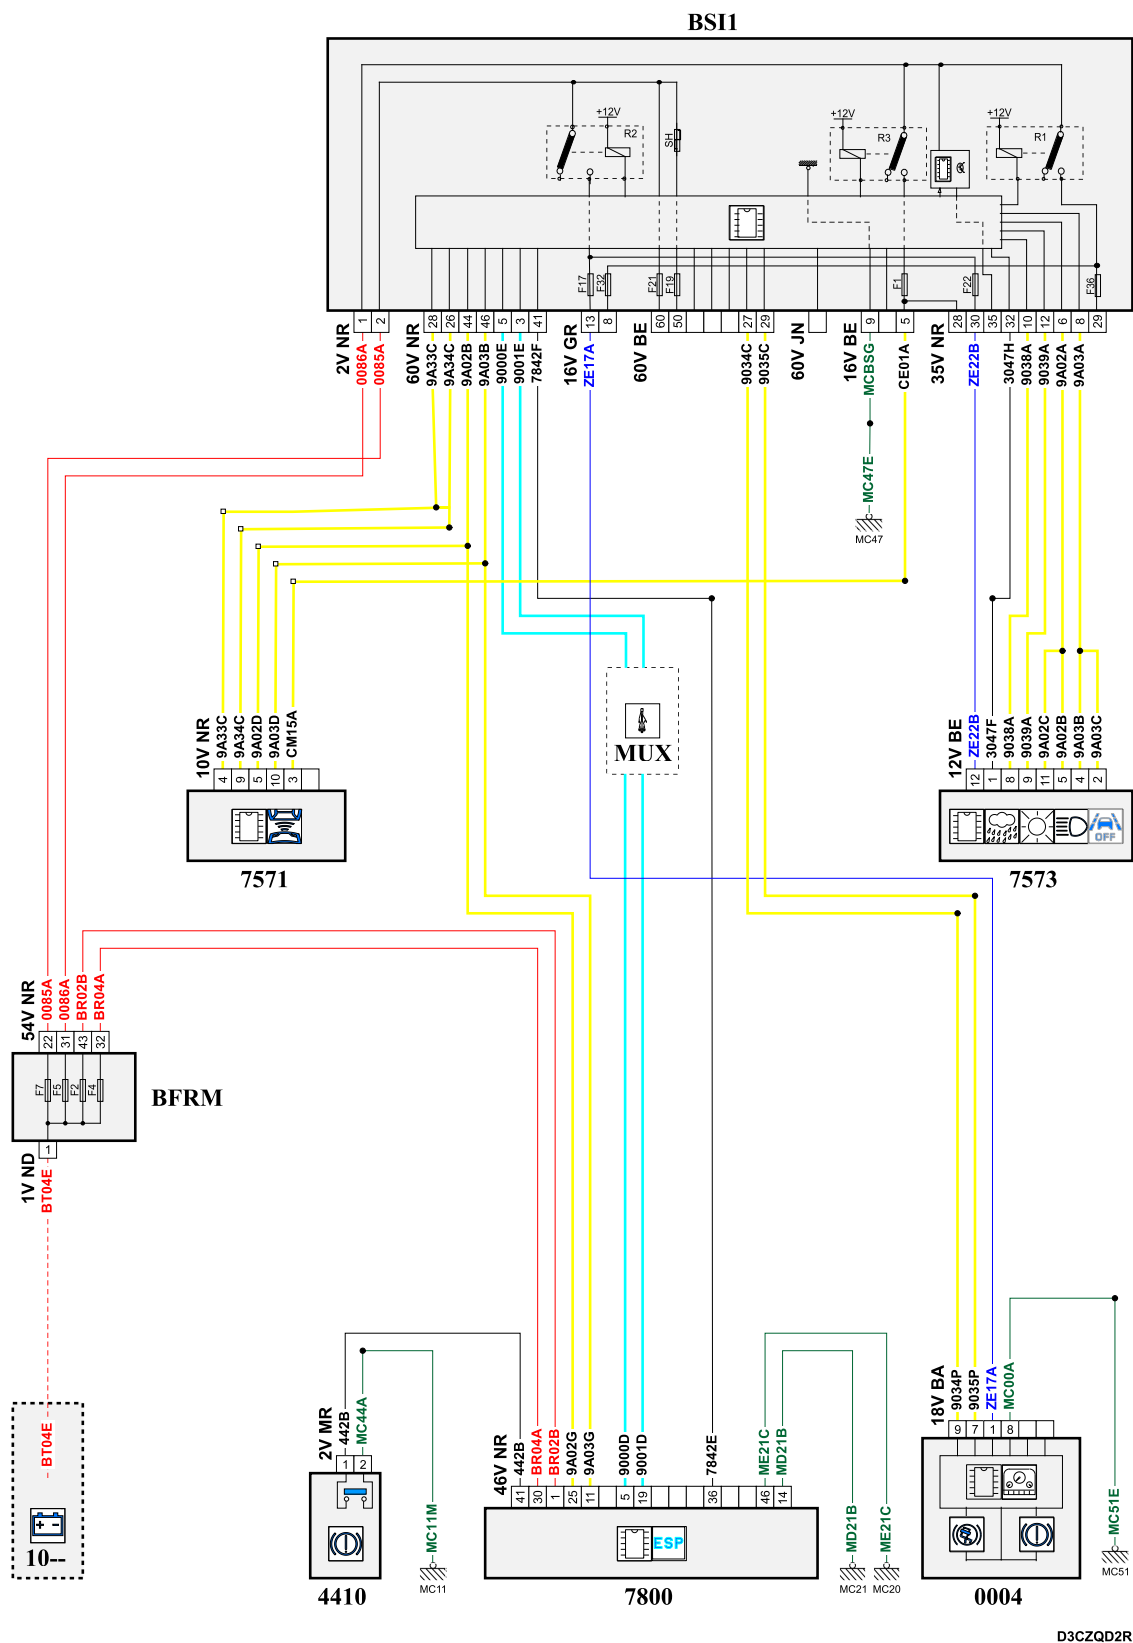 BSI1
+12V
R2
SH
+12V
R3
+12V
R1
F17
F32
F21
F19
F1
F22
F36
2V NR
1
2
0086A
0085A
60V NR
28
26
44
46
5
3
41
9A33C
9A34C
9A02B
9A03B
9000E
9001E
7842F
16V GR
13
8
ZE17A
60V BE
60
50
27
29
9034C
9035C
60V JN
16V BE
9
5
MCBSG
CE01A
35V NR
28
30
35
32
10
12
6
8
29
ZE22B
3047H
9038A
9039A
9A02A
9A03A
MC47E
MC47
10V NR
9A33C
9A34C
9A02D
9A03D
CM15A
4
9
5
10
3
7571
MUX
12V BE
ZE22B
3047F
9038A
9039A
9A02C
9A02B
9A03B
9A03C
12
1
8
9
11
5
4
2
OFF
7573
54V NR
0085A
0086A
BR02B
BR04A
22
31
43
32
F7
F5
F2
F4
BFRM
1
1V ND
BT04E
BT04E
10--
2V MR
442B
MC44A
1
2
4410
MC11M
MC11
46V NR
442B
BR04A
BR02B
9A02G
9A03G
9000D
9001D
7842E
ME21C
MD21B
41
30
1
25
11
5
19
36
46
14
ESP
7800
MD21B
ME21C
MC21
MC20
18V BA
9034P
9035P
ZE17A
MC00A
9
7
1
8
0004
MC51E
MC51
D3CZQD2R